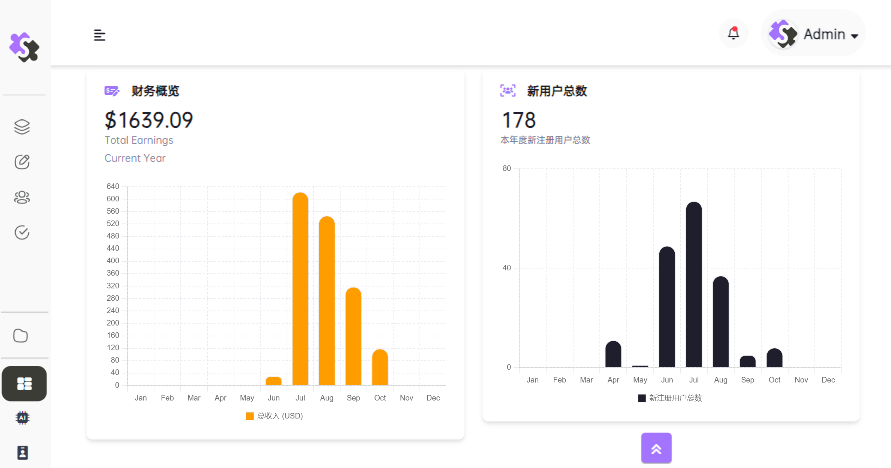 Admin
财务概览
$1639.09
Total Earnings
Current Year
640
600
560
520
480
440
400
360
320
280
240
200
160
120
80
40
0
Jan Feb Mar Apr May Jun Jul Aug Sep Oct Nov Dec
总收入 (USD)
新用户总数
178
本年度新注册用户总数
80
40
0
Jan Feb Mar Apr May Jun Jul Aug Sep Oct Nov Dec
新注册用户总数
AI